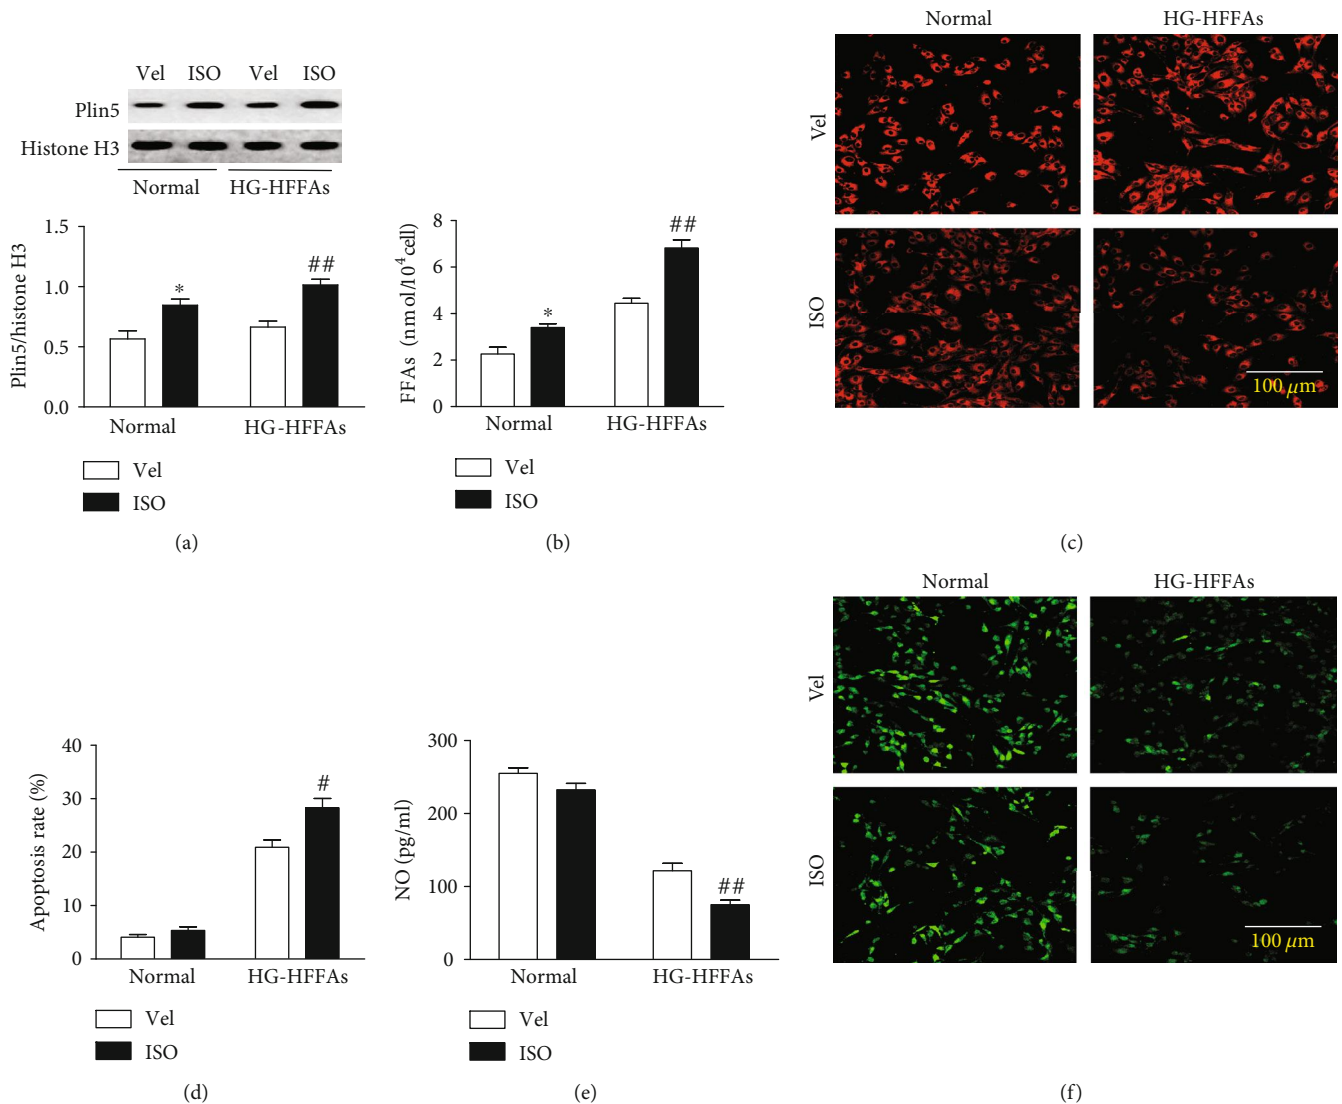 Vel ISO Vel ISO
Plin5
Histone H3
Normal HG-HFFAs
Plin5/histone H3
1.5
1.0
0.5
0.0
*
##
Normal HG-HFFAs
Vel
ISO
(a)
FFAs (nmol/10⁴cell)
8
6
4
2
0
*
##
Normal HG-HFFAs
Vel
ISO
(b)
Normal HG-HFFAs
Vel
ISO
100 μm
(c)
Apoptosis rate (%)
40
30
20
10
0
#
Normal HG-HFFAs
Vel
ISO
(d)
NO (pg/ml)
300
200
100
0
##
Normal HG-HFFAs
Vel
ISO
(e)
Normal HG-HFFAs
Vel
ISO
100 μm
(f)